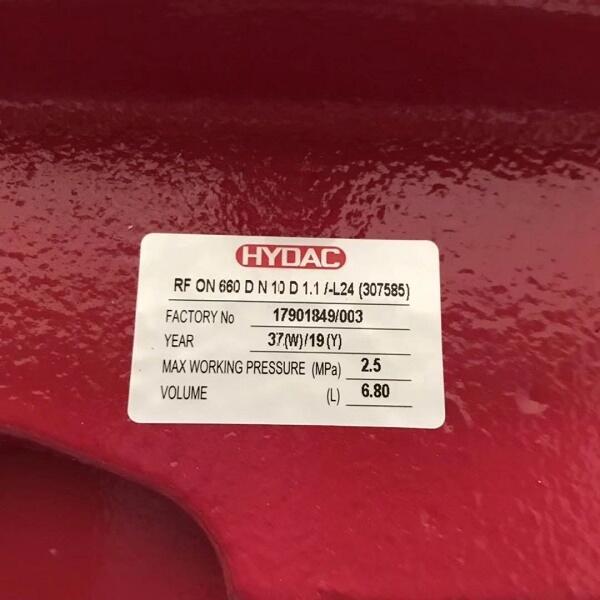 HYDAC
RF ON 660 D N 10 D 1.1 /-L24 (307585)
FACTORY No 17901849/003
YEAR 37(W)/19(Y)
MAX WORKING PRESSURE (MPa) 2.5
VOLUME (L) 6.80